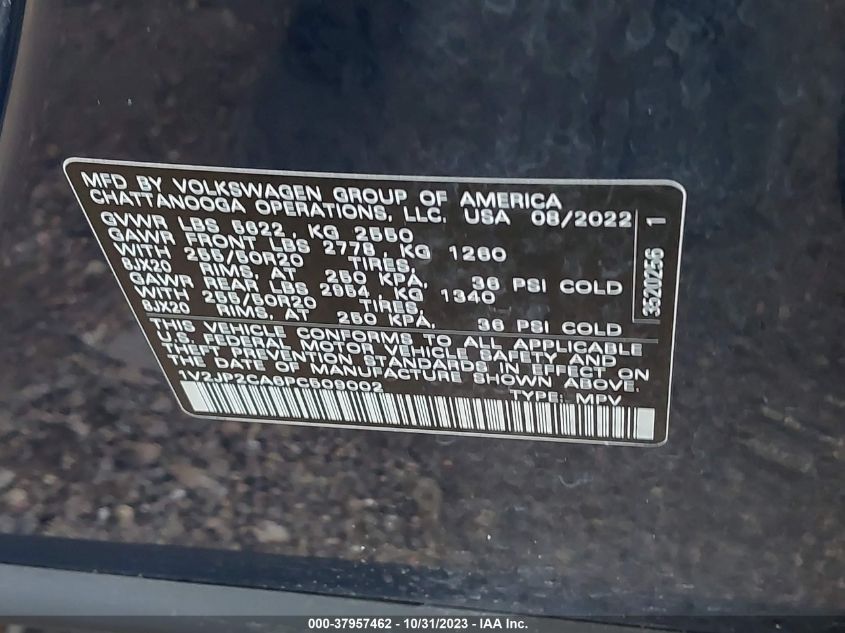 MFD BY VOLKSWAGEN GROUP OF AMERICA
CHATTANOOGA OPERATIONS, LLC. USA 08/2022
GVWR LBS 5622, KG 2550
GAWR FRONT LBS 2778, KG 1260
WITH 255/50R20 TIRES,
8JX20 RIMS, AT 250 KPA, 36 PSI COLD
GAWR REAR LBS 2954, KG 1340
WITH 255/50R20 TIRES,
8JX20 RIMS, AT 250 KPA, 36 PSI COLD
THIS VEHICLE CONFORMS TO ALL APPLICABLE
U.S. FEDERAL MOTOR VEHICLE SAFETY AND
THEFT PREVENTION STANDARDS IN EFFECT ON
THE DATE OF MANUFACTURE SHOWN ABOVE.
1V2JP2CA6PC509002 TYPE: MPV
3520256 1
000-37957462 - 10/31/2023 - IAA Inc.